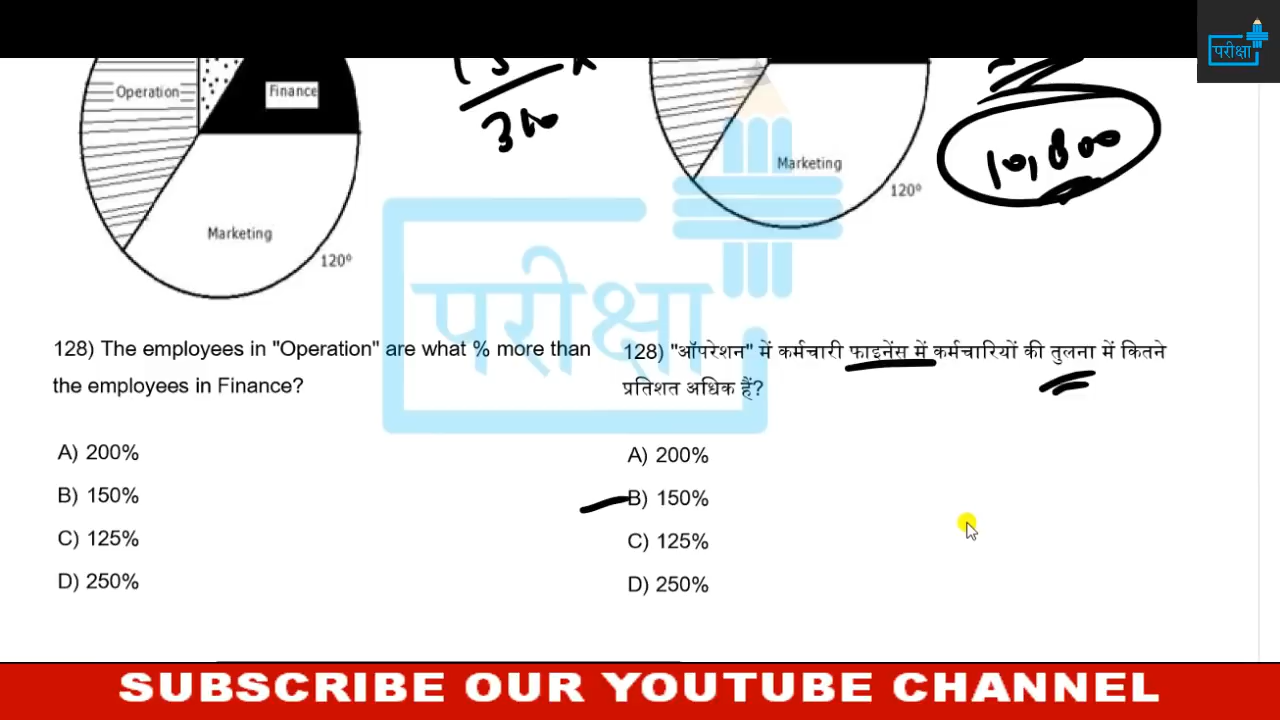 परीक्षा
Operation
Finance
Marketing
120º
Marketing
120º
10,800
परीक्षा
128) The employees in "Operation" are what % more than
the employees in Finance?
A) 200%
B) 150%
C) 125%
D) 250%
128) "ऑपरेशन" में कर्मचारी फाइनेंस में कर्मचारियों की तुलना में कितने
प्रतिशत अधिक हैं?
A) 200%
B) 150%
C) 125%
D) 250%
SUBSCRIBE OUR YOUTUBE CHANNEL